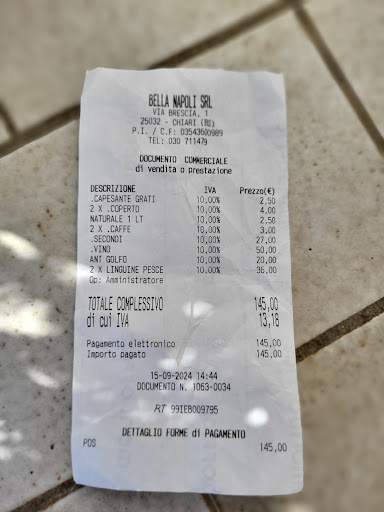 BELLA NAPOLI SRL
VIA BRESCIA, 1
25032 - CHIARI (BS)
P.I. / C.F: 03543600989
TEL: 030 711479
DOCUMENTO COMMERCIALE
di vendita o prestazione
DESCRIZIONE IVA Prezzo(€)
.CAPESANTE GRATI 10,00% 2,50
2 X .COPERTO 10,00% 4,00
NATURALE 1 LT 10,00% 2,50
2 X .CAFFE 10,00% 3,00
.SECONDI 10,00% 27,00
.VINO 10,00% 50,00
ANT GOLFO 10,00% 20,00
2 X LINGUINE PESCE 10,00% 36,00
Op: Amministratore
TOTALE COMPLESSIVO 145,00
di cui IVA 13,18
Pagamento elettronico 145,00
Importo pagato 145,00
15-09-2024 14:44
DOCUMENTO N. 1063-0034
RT 99IEB009795
DETTAGLIO FORME di PAGAMENTO
POS 145,00